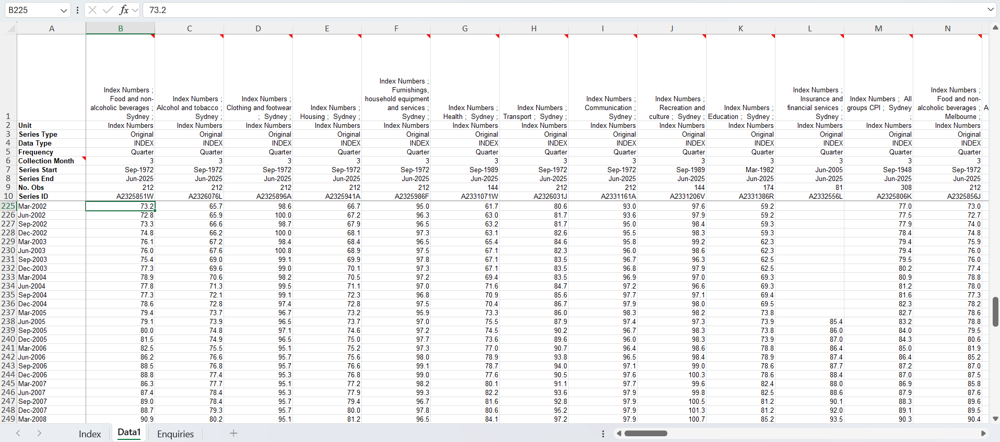 B225 fx 73.2
A B C D E F G H I J K L M N
Index Numbers ; Food and non-alcoholic beverages ; Sydney ;
Index Numbers ; Alcohol and tobacco ; Sydney ;
Index Numbers ; Clothing and footwear ; Sydney ;
Index Numbers ; Housing ; Sydney ;
Index Numbers ; Furnishings, household equipment and services ; Sydney ;
Index Numbers ; Health ; Sydney ;
Index Numbers ; Transport ; Sydney ;
Index Numbers ; Communication ; Sydney ;
Index Numbers ; Recreation and culture ; Sydney ;
Index Numbers ; Education ; Sydney ;
Index Numbers ; Insurance and financial services ; Sydney ;
Index Numbers ; All groups CPI ; Sydney ;
Index Numbers ; Food and non-alcoholic beverages ; Melbourne ;
1 A
2 Unit Index Numbers Index Numbers Index Numbers Index Numbers Index Numbers Index Numbers Index Numbers Index Numbers Index Numbers Index Numbers Index Numbers Index Numbers Index Numbers
3 Series Type Original Original Original Original Original Original Original Original Original Original Original Original Original
4 Data Type INDEX INDEX INDEX INDEX INDEX INDEX INDEX INDEX INDEX INDEX INDEX INDEX INDEX
5 Frequency Quarter Quarter Quarter Quarter Quarter Quarter Quarter Quarter Quarter Quarter Quarter Quarter Quarter
6 Collection Month 3 3 3 3 3 3 3 3 3 3 3 3 3
7 Series Start Sep-1972 Sep-1972 Sep-1972 Sep-1972 Sep-1972 Sep-1989 Sep-1972 Sep-1972 Sep-1989 Mar-1982 Jun-2005 Sep-1948 Sep-1972
8 Series End Jun-2025 Jun-2025 Jun-2025 Jun-2025 Jun-2025 Jun-2025 Jun-2025 Jun-2025 Jun-2025 Jun-2025 Jun-2025 Jun-2025 Jun-2025
9 No. Obs 212 212 212 212 212 144 212 212 144 174 81 308 212
10 Series ID A2325851W A2326076L A2325896A A2325941A A2325986F A2331071W A2326031J A2331161A A2331206V A2331386R A2332556L A2325806K A2325856J
225 Mar-2002 73.2 65.7 98.6 66.7 95.0 61.7 80.6 93.0 97.6 59.2 77.0 73.0
226 Jun-2002 72.8 65.9 100.0 67.2 96.3 63.0 81.7 93.6 97.9 59.2 77.5 72.7
227 Sep-2002 73.3 66.6 98.7 67.9 96.5 63.2 81.7 95.0 98.4 59.3 77.9 74.0
228 Dec-2002 74.8 66.2 100.0 68.1 97.3 63.1 82.6 95.5 98.3 59.3 78.4 74.8
229 Mar-2003 76.1 67.2 98.4 68.4 96.5 65.4 84.6 95.8 99.2 62.3 79.4 75.9
230 Jun-2003 76.0 67.6 100.8 68.9 97.5 67.1 82.3 96.0 98.6 62.3 79.4 76.0
231 Sep-2003 75.4 69.0 99.1 69.9 97.8 67.1 83.5 96.7 96.3 62.5 79.5 76.0
232 Dec-2003 77.3 69.6 99.0 70.1 97.3 67.1 83.5 96.8 97.9 62.5 80.2 77.4
233 Mar-2004 78.9 70.6 98.2 70.5 97.2 69.4 83.5 96.9 97.0 69.3 80.9 78.8
234 Jun-2004 77.8 71.3 99.5 71.1 97.0 71.6 84.7 97.2 96.6 69.3 81.2 78.0
235 Sep-2004 77.3 72.1 99.1 72.3 96.8 70.9 85.6 97.7 97.1 69.4 81.6 77.3
236 Dec-2004 78.6 72.8 97.4 72.8 97.5 70.4 86.7 97.9 98.0 69.5 82.3 78.2
237 Mar-2005 79.4 73.7 96.7 73.2 95.9 73.3 86.0 98.3 98.2 73.8 82.7 78.6
238 Jun-2005 79.1 73.9 96.5 73.7 97.0 75.5 87.9 97.4 97.3 73.9 85.4 83.2 78.8
239 Sep-2005 80.0 74.8 97.1 74.6 97.2 74.5 90.2 96.7 98.3 73.8 86.0 84.0 79.5
240 Dec-2005 81.5 74.9 96.5 75.0 97.7 73.6 89.6 96.0 98.3 73.9 87.0 84.3 80.6
241 Mar-2006 82.5 75.5 95.1 75.2 97.3 77.0 90.7 96.4 98.6 78.8 86.4 85.0 81.9
242 Jun-2006 86.2 76.6 95.7 75.6 98.0 78.9 93.8 96.5 98.4 78.9 87.4 86.4 85.2
243 Sep-2006 88.5 76.8 95.7 76.6 99.1 78.7 94.0 97.1 99.0 78.6 87.7 87.2 87.0
244 Dec-2006 88.8 77.4 95.3 76.8 99.0 77.6 90.5 97.6 100.3 78.6 88.4 87.0 87.5
245 Mar-2007 86.3 77.7 95.1 77.2 98.2 80.1 91.1 97.7 99.6 82.4 88.0 86.9 85.8
246 Jun-2007 87.4 78.4 95.3 77.9 99.3 82.2 93.6 97.9 99.8 82.5 88.6 87.9 87.6
247 Sep-2007 89.0 78.4 95.7 79.4 96.7 81.6 92.8 97.9 100.5 81.2 90.1 88.3 89.6
248 Dec-2007 88.7 79.3 95.7 80.0 97.8 80.6 95.2 97.9 101.3 81.2 92.0 89.1 89.5
249 Mar-2008 90.9 80.2 95.1 81.2 96.5 84.1 97.2 97.9 100.7 85.2 93.5 90.3 90.4
Index Data1 Enquiries